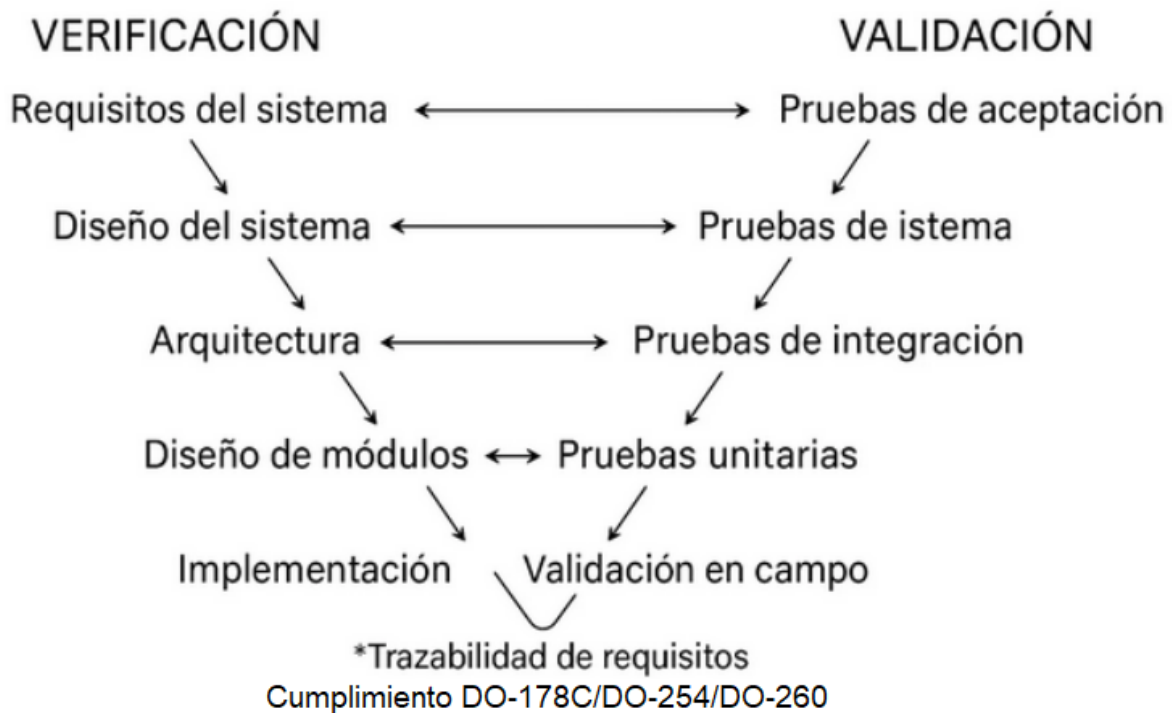 VERIFICACIÓN VALIDACIÓN
Requisitos del sistema Pruebas de aceptación
Diseño del sistema Pruebas de istema
Arquitectura Pruebas de integración
Diseño de módulos Pruebas unitarias
Implementación Validación en campo
*Trazabilidad de requisitos
Cumplimiento DO-178C/DO-254/DO-260